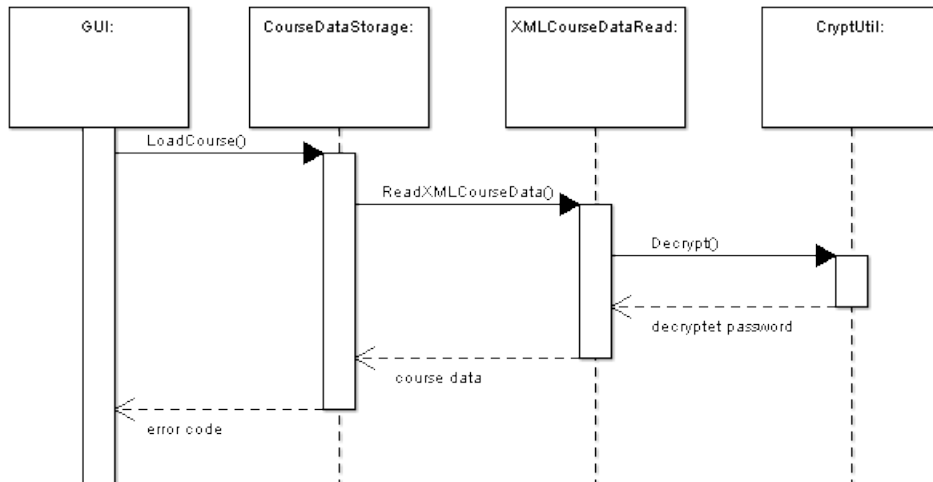 GUI:
CourseDataStorage:
XMLCourseDataRead:
CryptUtil:
LoadCourse()
ReadXMLCourseData()
Decrypt()
decryptet password
course data
error code